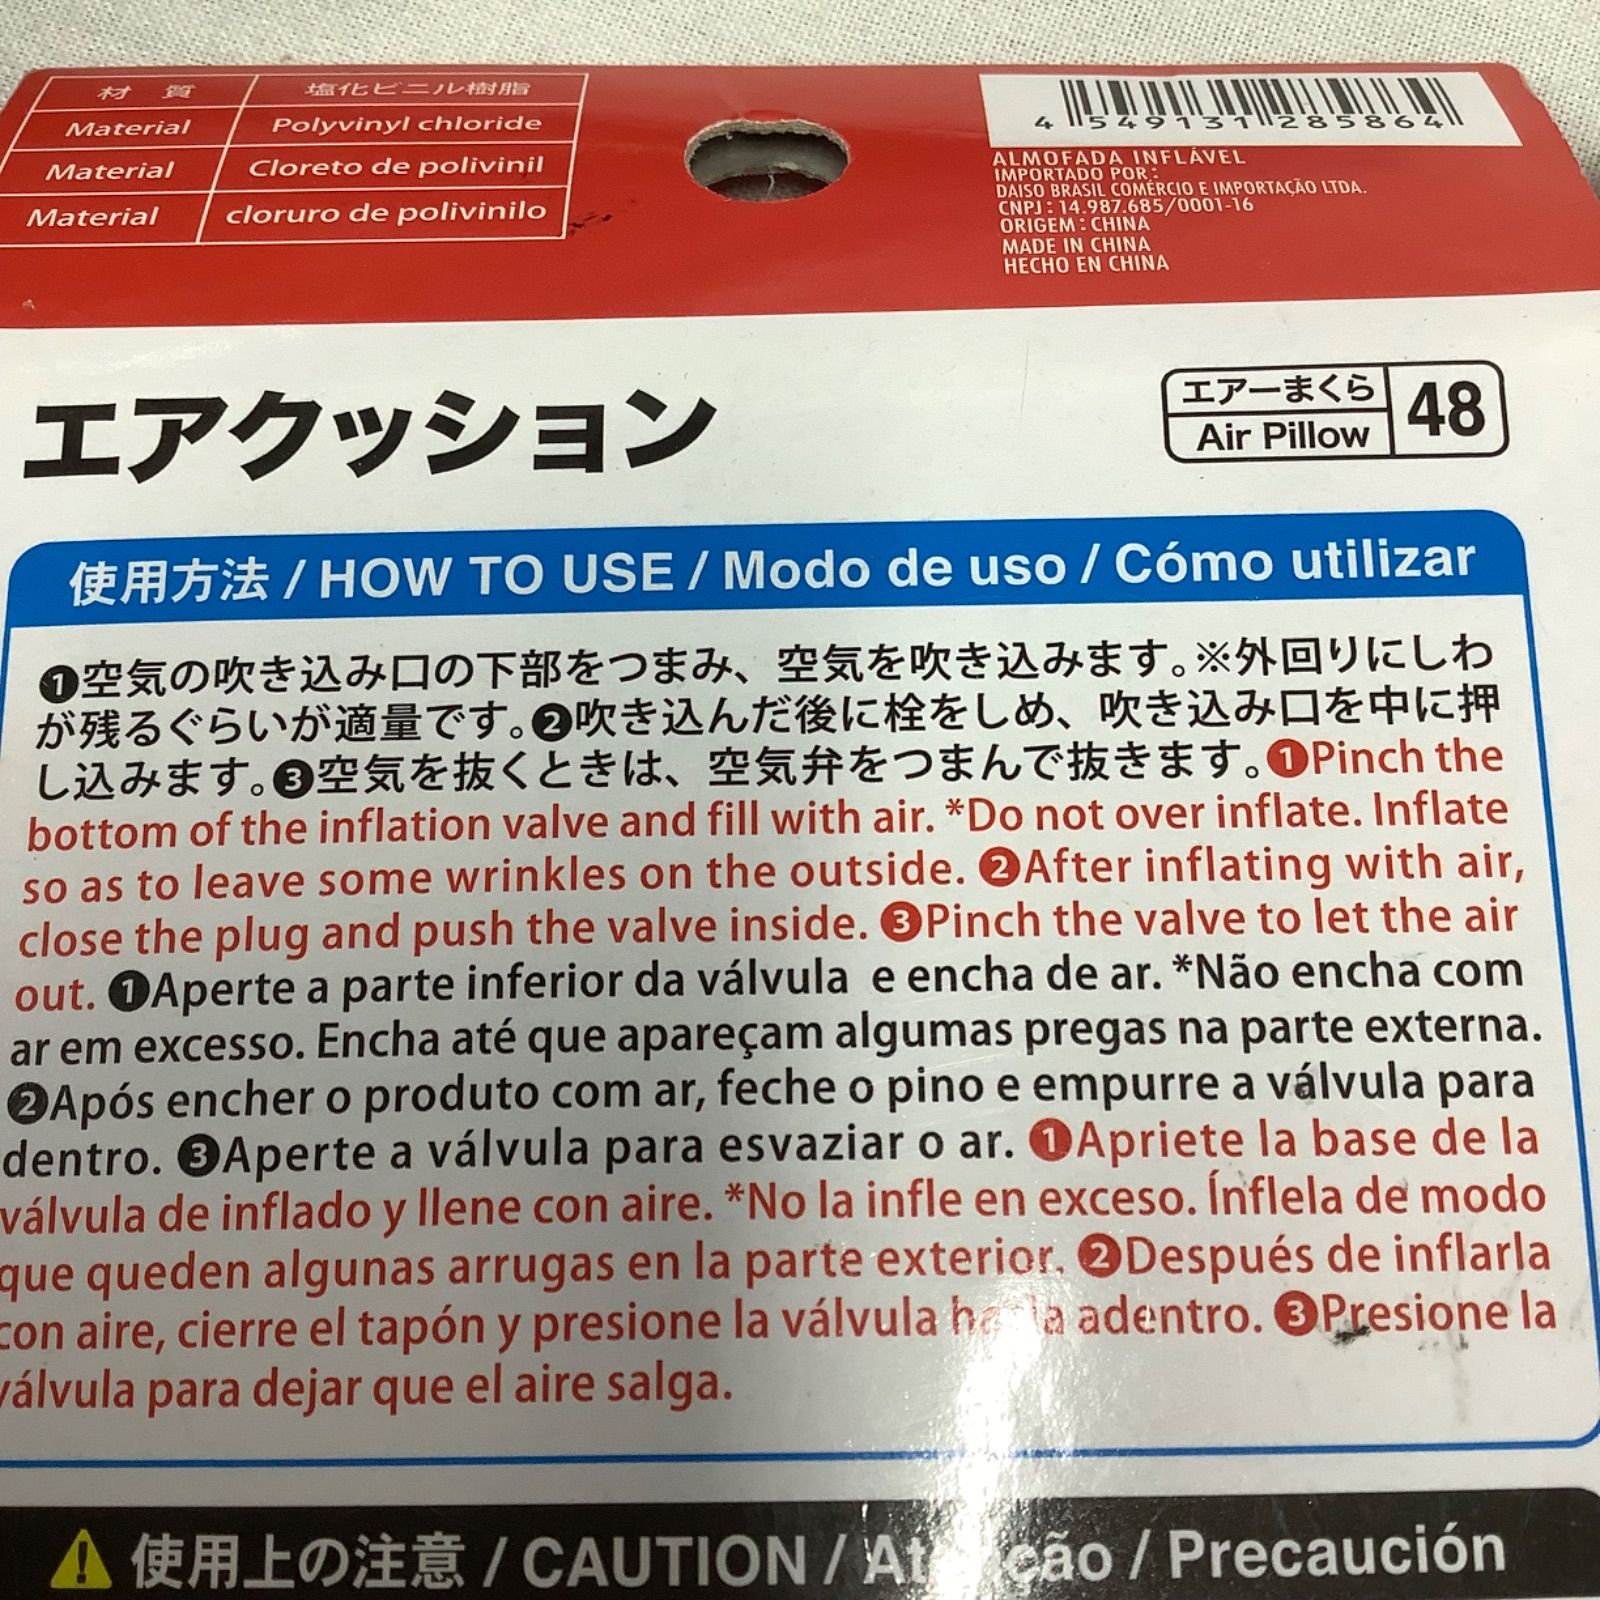 材 質 塩化ビニル樹脂
Material Polyvinyl chloride
Material Cloreto de polivinil
Material cloruro de polivinilo
4 549131 285864
ALMOFADA INFLÁVEL
IMPORTADO POR:
DAISO BRASIL COMÉRCIO E IMPORTAÇÃO LTDA.
CNPJ: 14.987.685/0001-16
ORIGEM: CHINA
MADE IN CHINA
HECHO EN CHINA
エアクッション
エアーまくら
Air Pillow
48
使用方法 / HOW TO USE / Modo de uso / Cómo utilizar
❶空気の吹き込み口の下部をつまみ、空気を吹き込みます。※外回りにしわ
が残るぐらいが適量です。❷吹き込んだ後に栓をしめ、吹き込み口を中に押
し込みます。❸空気を抜くときは、空気弁をつまんで抜きます。❶Pinch the
bottom of the inflation valve and fill with air. *Do not over inflate. Inflate
so as to leave some wrinkles on the outside. ❷After inflating with air,
close the plug and push the valve inside. ❸Pinch the valve to let the air
out. ❶Aperte a parte inferior da válvula e encha de ar. *Não encha com
ar em excesso. Encha até que apareçam algumas pregas na parte externa.
❷Após encher o produto com ar, feche o pino e empurre a válvula para
dentro. ❸Aperte a válvula para esvaziar o ar. ❶Apriete la base de la
válvula de inflado y llene con aire. *No la infle en exceso. Ínflela de modo
que queden algunas arrugas en la parte exterior. ❷Después de inflarla
con aire, cierre el tapón y presione la válvula adentro. ❸Presione la
válvula para dejar que el aire salga.
使用上の注意 / CAUTION / / Precaución